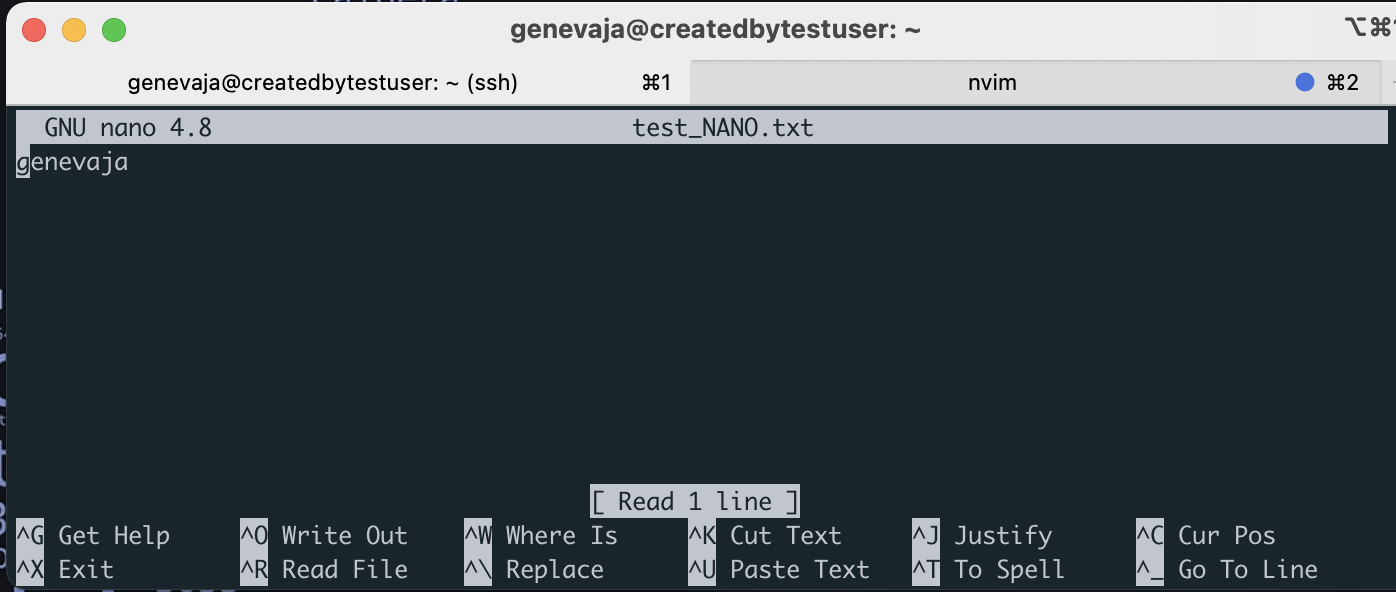 genevaja@createdbytestuser: ~ ⌥⌘
genevaja@createdbytestuser: ~ (ssh) ⌘1 nvim ⌘2
GNU nano 4.8 test_NANO.txt
genevaja
[ Read 1 line ]
^G Get Help ^O Write Out ^W Where Is ^K Cut Text ^J Justify ^C Cur Pos
^X Exit ^R Read File ^\ Replace ^U Paste Text ^T To Spell ^_ Go To Line